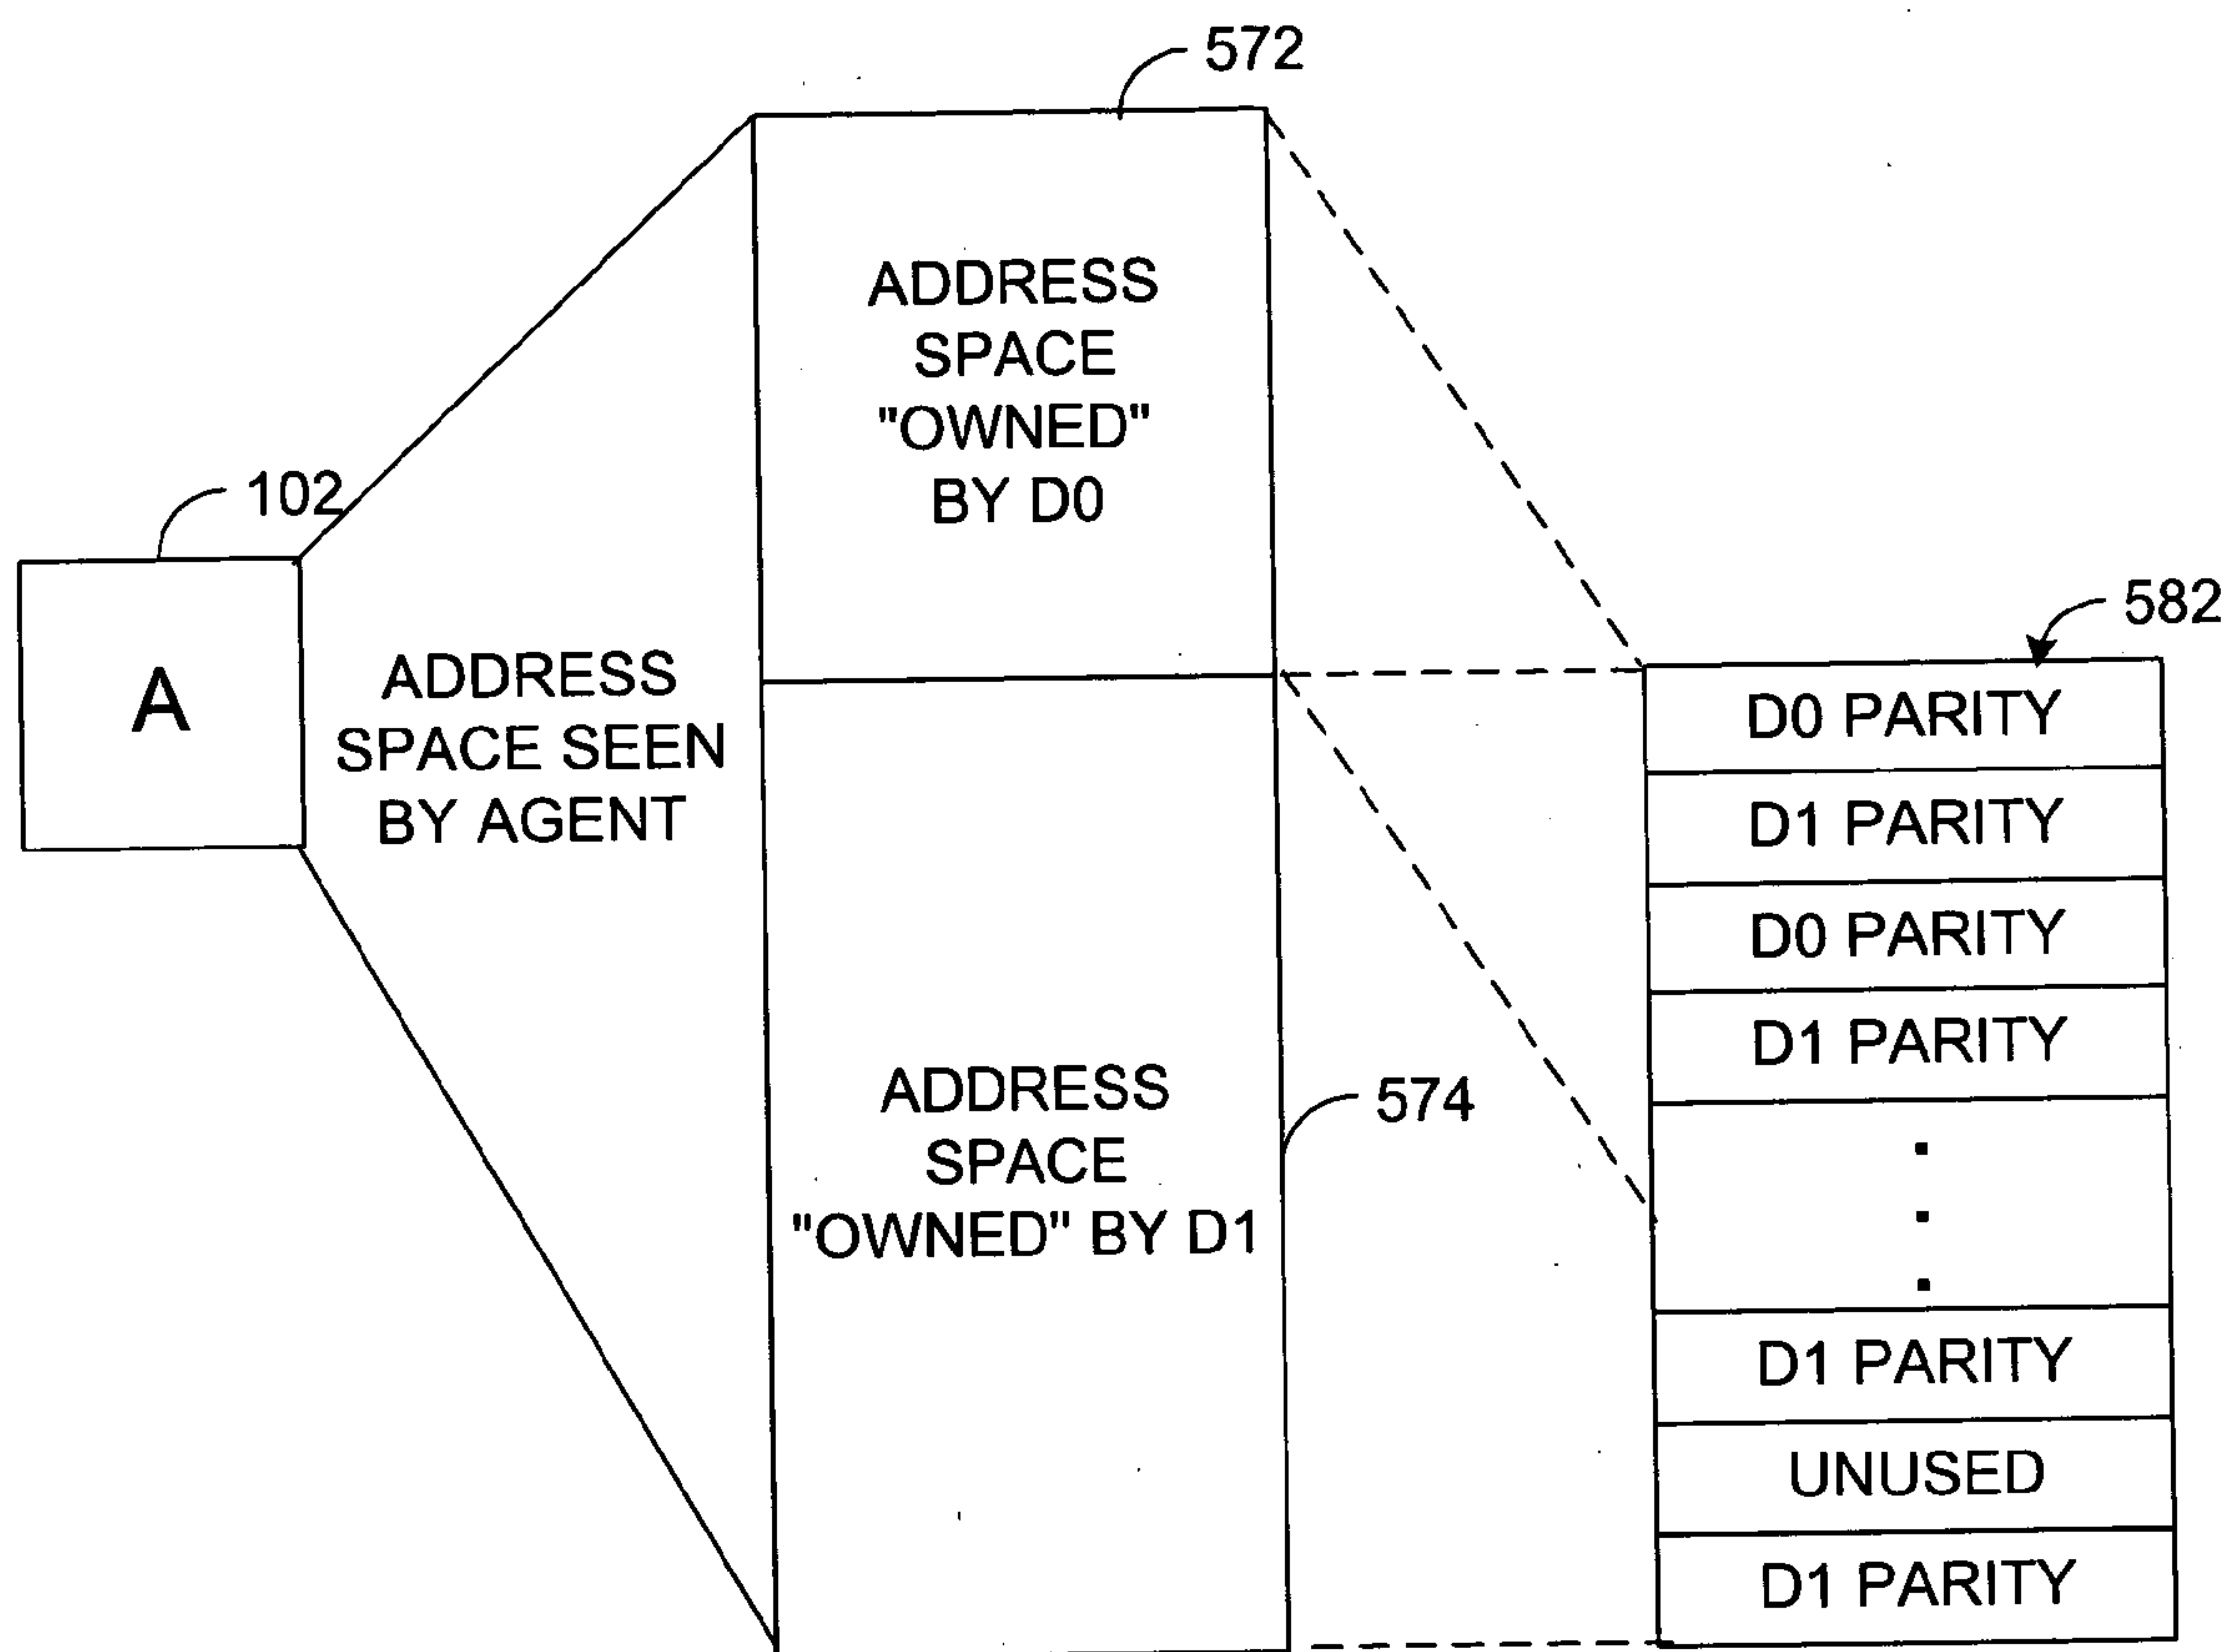 572
ADDRESS
SPACE
"OWNED"
BY D0
102
A
ADDRESS
SPACE SEEN
BY AGENT
582
D0 PARITY
D1 PARITY
D0 PARITY
D1 PARITY
ADDRESS
SPACE
"OWNED" BY D1
574
.
.
.
D1 PARITY
UNUSED
D1 PARITY